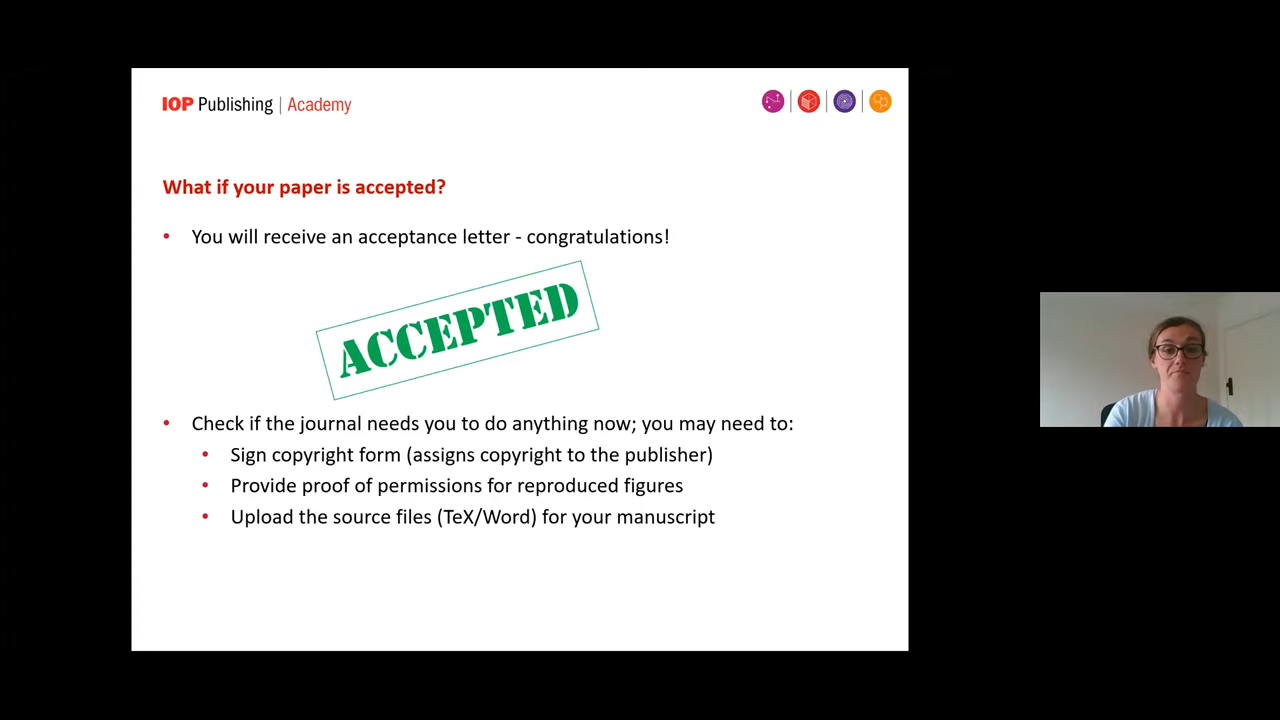 IOP Publishing | Academy
What if your paper is accepted?
• You will receive an acceptance letter - congratulations!
ACCEPTED
• Check if the journal needs you to do anything now; you may need to:
• Sign copyright form (assigns copyright to the publisher)
• Provide proof of permissions for reproduced figures
• Upload the source files (TeX/Word) for your manuscript